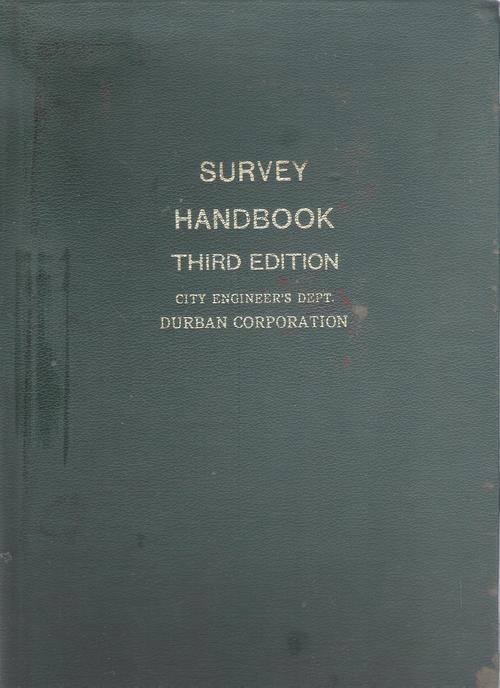 SURVEY
HANDBOOK
THIRD EDITION
CITY ENGINEER'S DEPT.
DURBAN CORPORATION